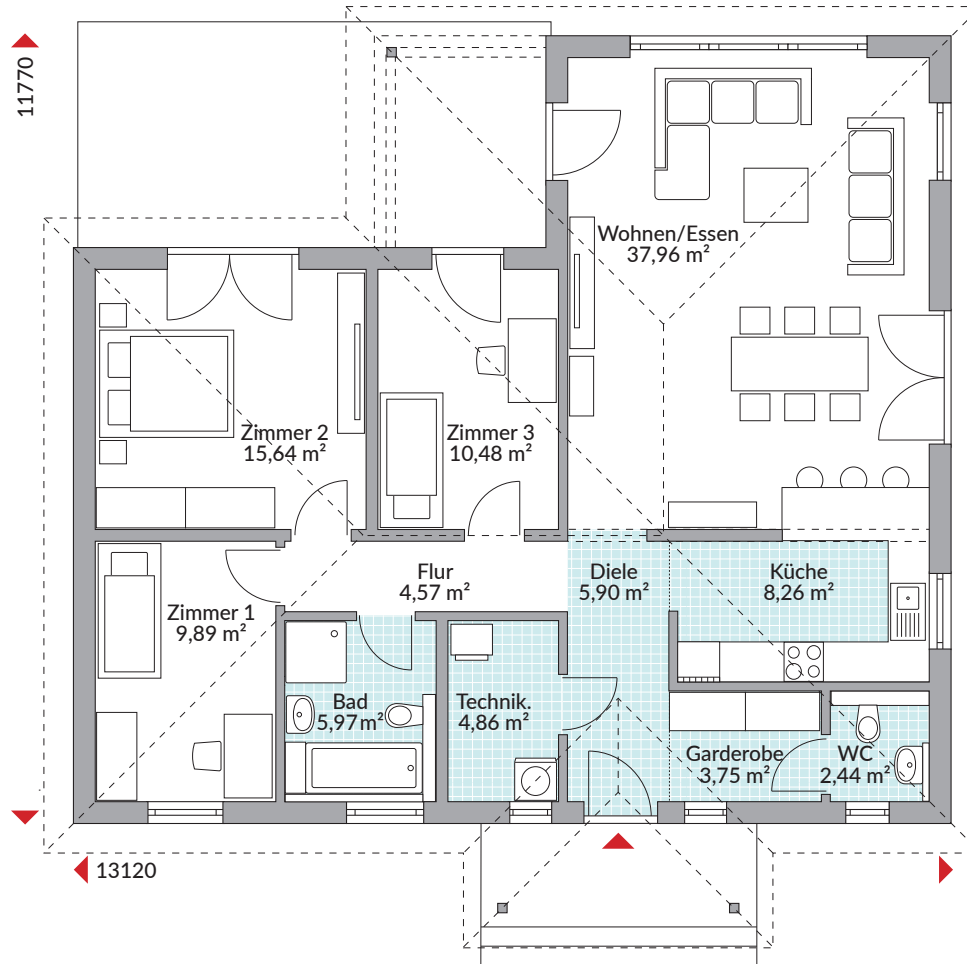 11770
Wohnen/Essen
37,96 m²
Zimmer 2
15,64 m²
Zimmer 3
10,48 m²
Flur
4,57 m²
Diele
5,90 m²
Küche
8,26 m²
Zimmer 1
9,89 m²
Bad
5,97 m²
Technik.
4,86 m²
Garderobe
3,75 m²
WC
2,44 m²
13120